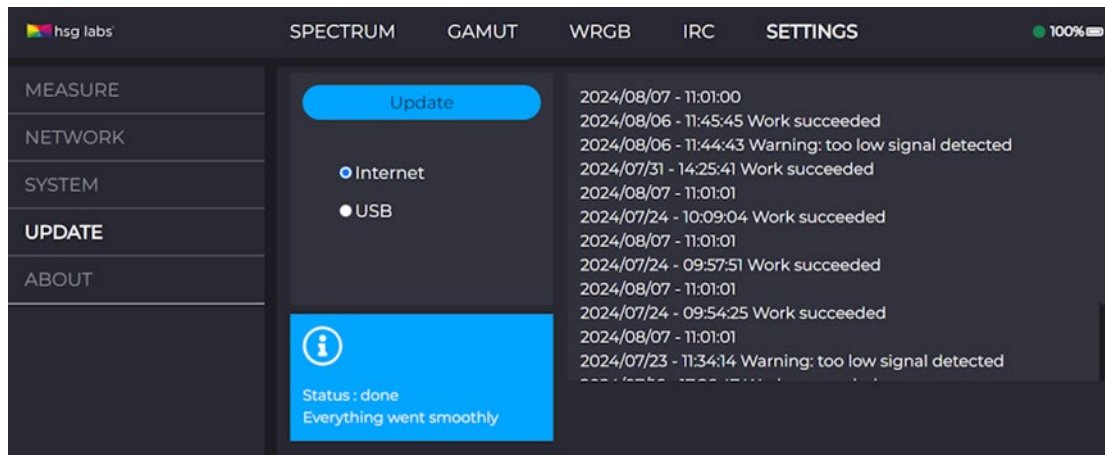 hsg labs
SPECTRUM GAMUT WRGB IRC SETTINGS 100%
MEASURE
NETWORK
SYSTEM
UPDATE
ABOUT
Update
Internet
USB
Status : done
Everything went smoothly
2024/08/07 - 11:01:00
2024/08/06 - 11:45:45 Work succeeded
2024/08/06 - 11:44:43 Warning: too low signal detected
2024/07/31 - 14:25:41 Work succeeded
2024/08/07 - 11:01:01
2024/07/24 - 10:09:04 Work succeeded
2024/08/07 - 11:01:01
2024/07/24 - 09:57:51 Work succeeded
2024/08/07 - 11:01:01
2024/07/24 - 09:54:25 Work succeeded
2024/08/07 - 11:01:01
2024/07/23 - 11:34:14 Warning: too low signal detected